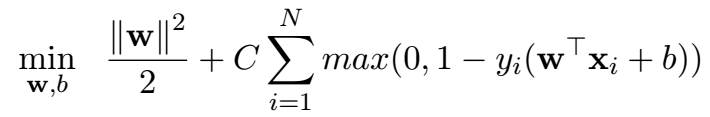 min_{w,b} ‖w‖²/2 + C ∑_{i=1}^{N} max(0, 1 − y_i(w^⊤x_i + b))